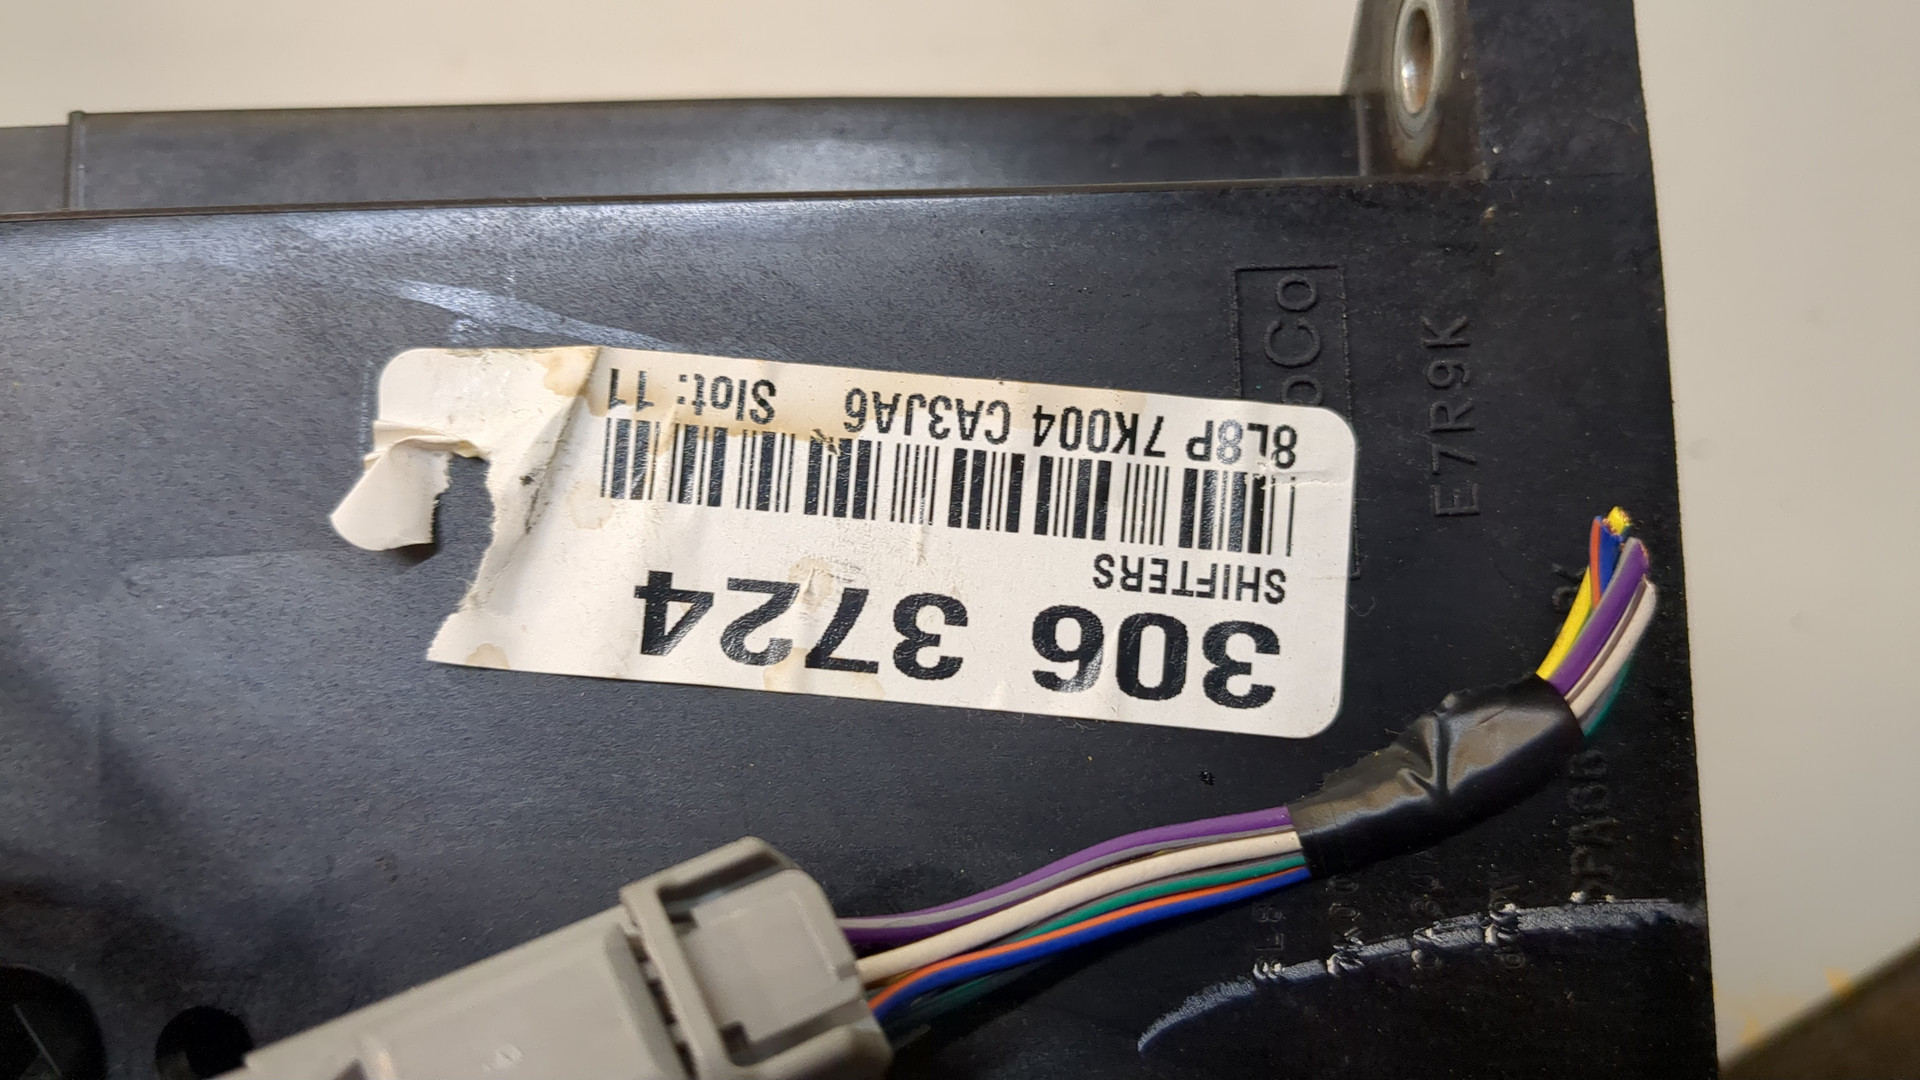 306 3724
SHIFTERS
8L8P 7K004 CA3JA6 Slot: 11
E7R9K